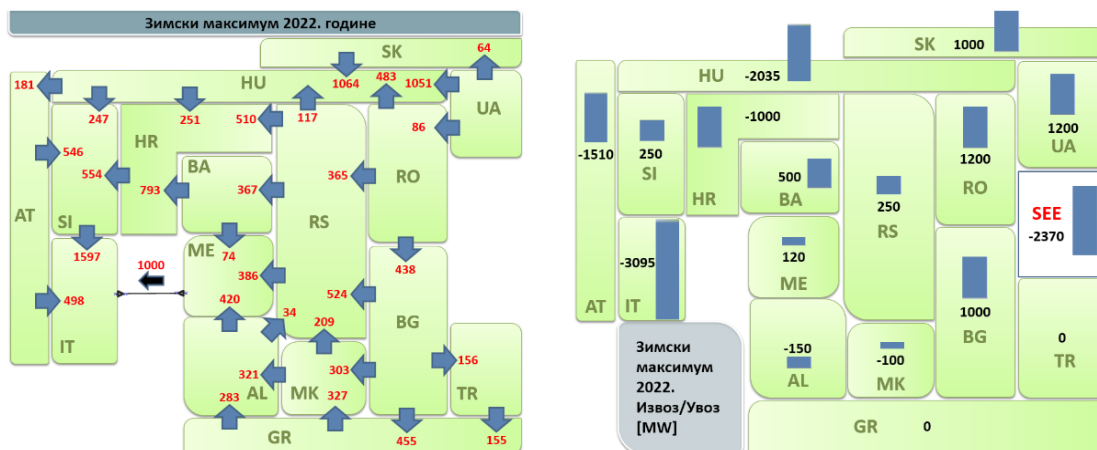 Зимски максимум 2022. године
SK
64
181
HU
1064
483
1051
UA
247
251
510
117
86
HR
546
554
BA
793
367
365
RO
AT
SI
RS
1597
ME
74
438
1000
386
498
420
524
34
209
BG
IT
321
303
156
AL
MK
TR
283
327
GR
455
155
SK
1000
HU
-2035
-1000
-1510
250
SI
1200
UA
500
BA
1200
RO
HR
250
RS
SEE
-2370
-3095
120
ME
AT
IT
1000
BG
0
TR
Зимски
максимум
2022.
Извоз/Увоз
[MW]
-150
AL
-100
MK
GR
0